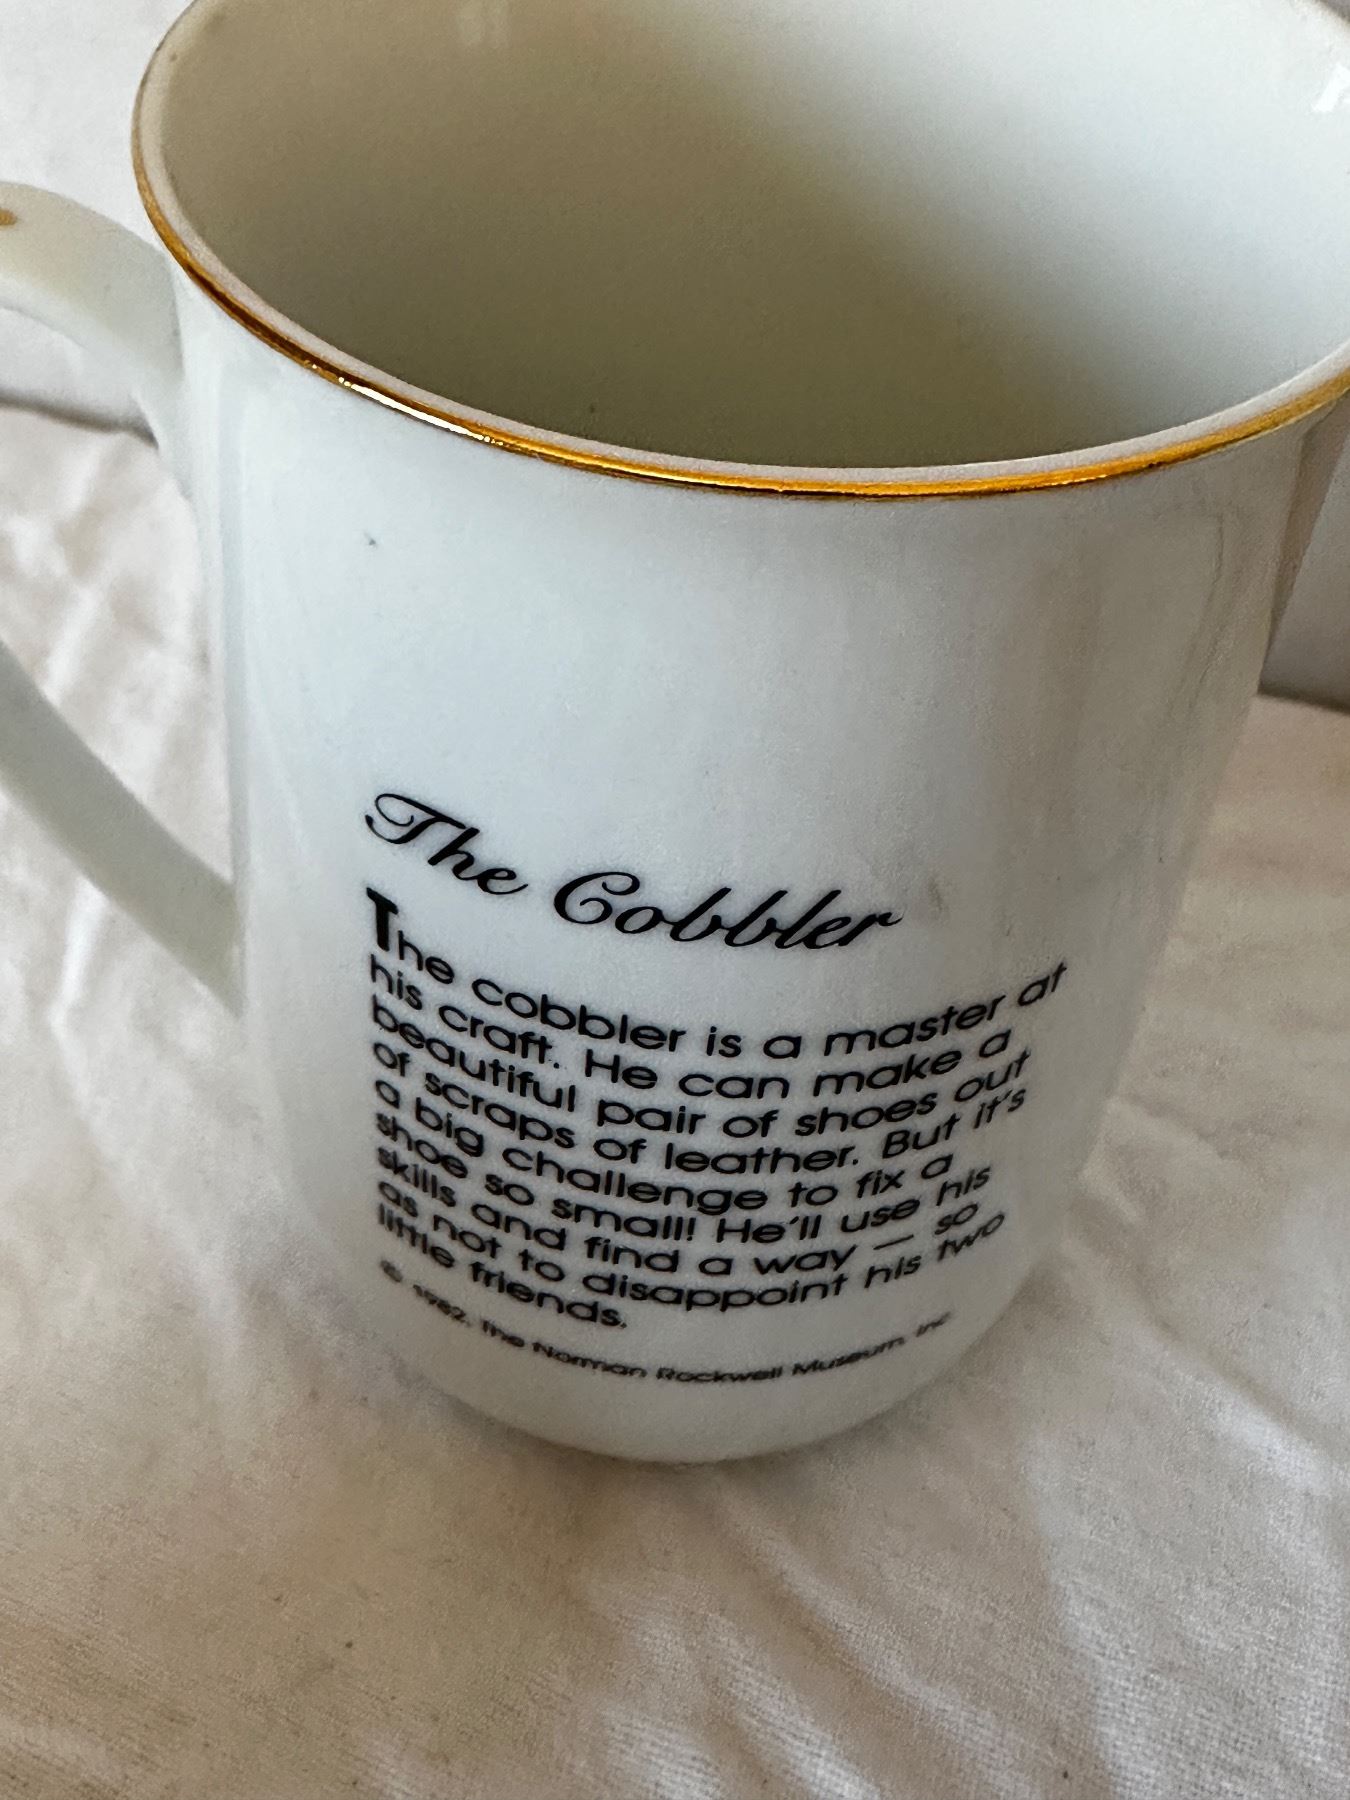 The Cobbler
The cobbler is a master at
his craft. He can make a
beautiful pair of shoes out
of scraps of leather. But it's
a big challenge to fix a
shoe so small! He'll use his
skills and find a way — so
as not to disappoint his two
little friends.
© 1982, The Norman Rockwell Museum, Inc.